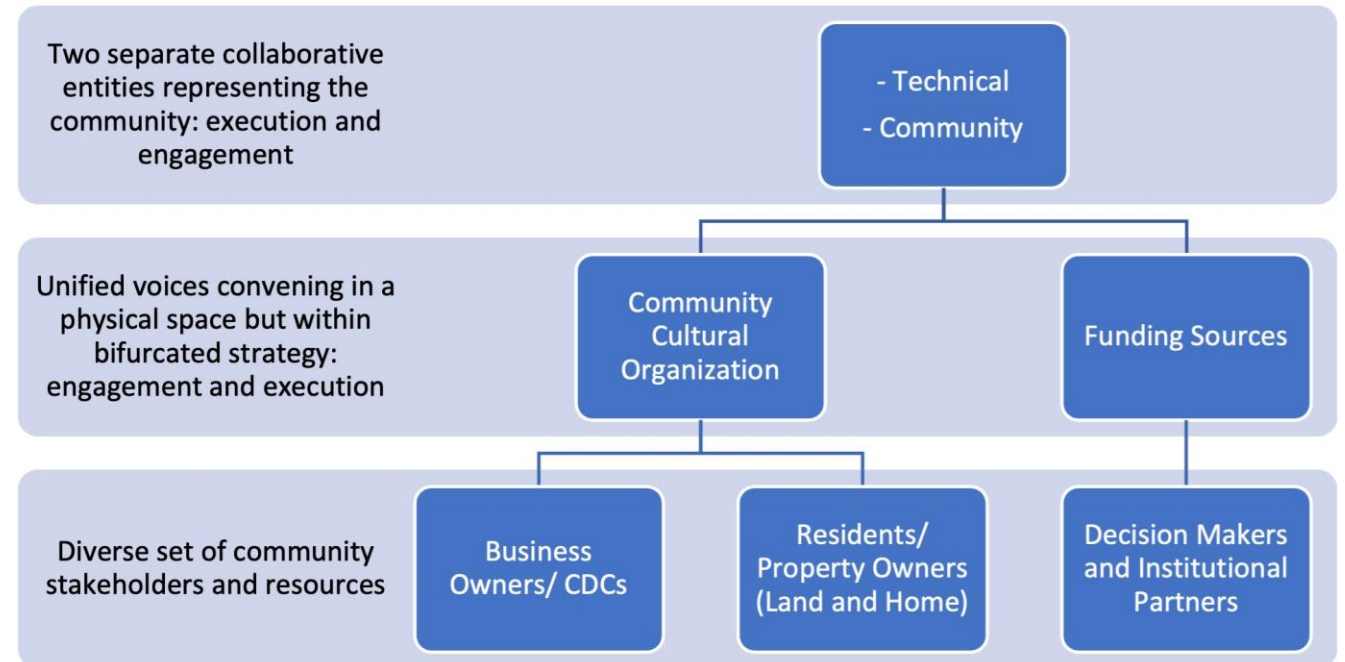 Two separate collaborative
entities representing the
community: execution and
engagement
- Technical
- Community
Unified voices convening in a
physical space but within
bifurcated strategy:
engagement and execution
Community
Cultural
Organization
Funding Sources
Diverse set of community
stakeholders and resources
Business
Owners/ CDCs
Residents/
Property Owners
(Land and Home)
Decision Makers
and Institutional
Partners